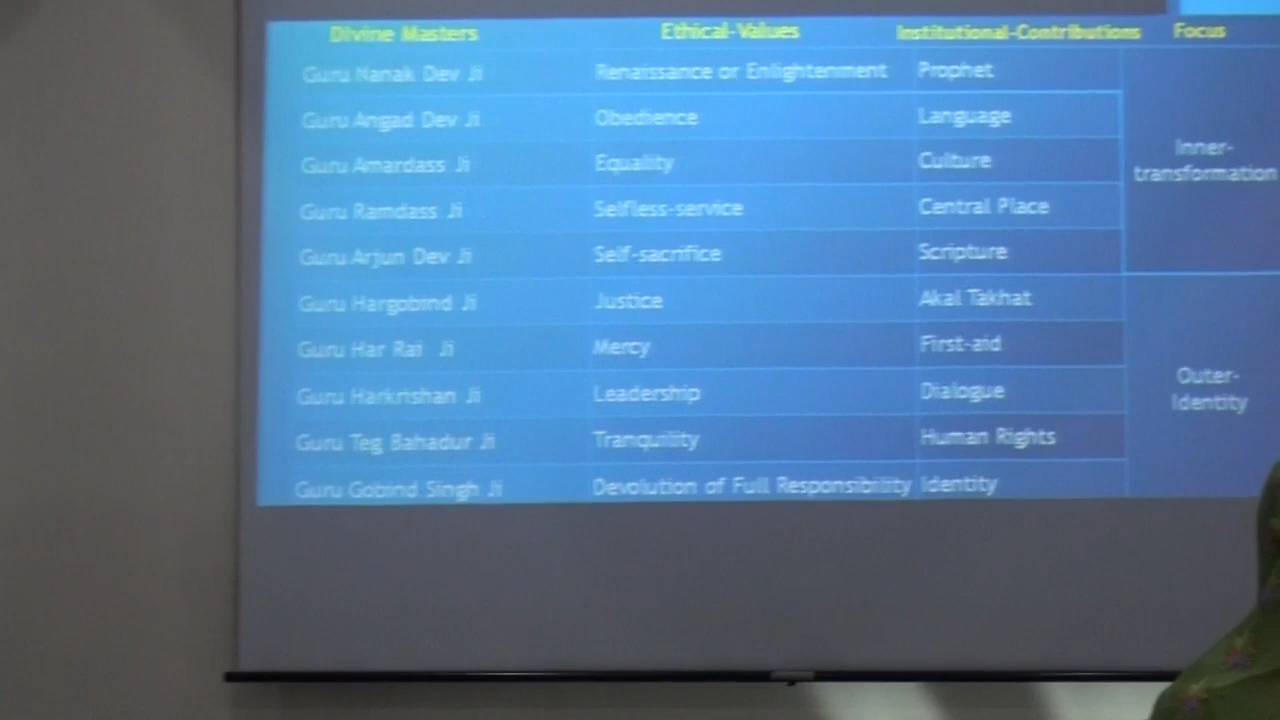 Divine Masters Ethical-Values Institutional-Contributions Focus
Guru Nanak Dev Ji Renaissance or Enlightenment Prophet
Guru Angad Dev Ji Obedience Language
Guru Amardass Ji Equality Culture
Inner-
transformation
Guru Ramdass Ji Selfless-service Central Place
Guru Arjun Dev Ji Self-sacrifice Scripture
Guru Hargobind Ji Justice Akal Takhat
Guru Har Rai Ji Mercy First-aid
Guru Harkrishan Ji Leadership Dialogue
Outer-
Identity
Guru Teg Bahadur Ji Tranquility Human Rights
Guru Gobind Singh Ji Devolution of Full Responsibility Identity